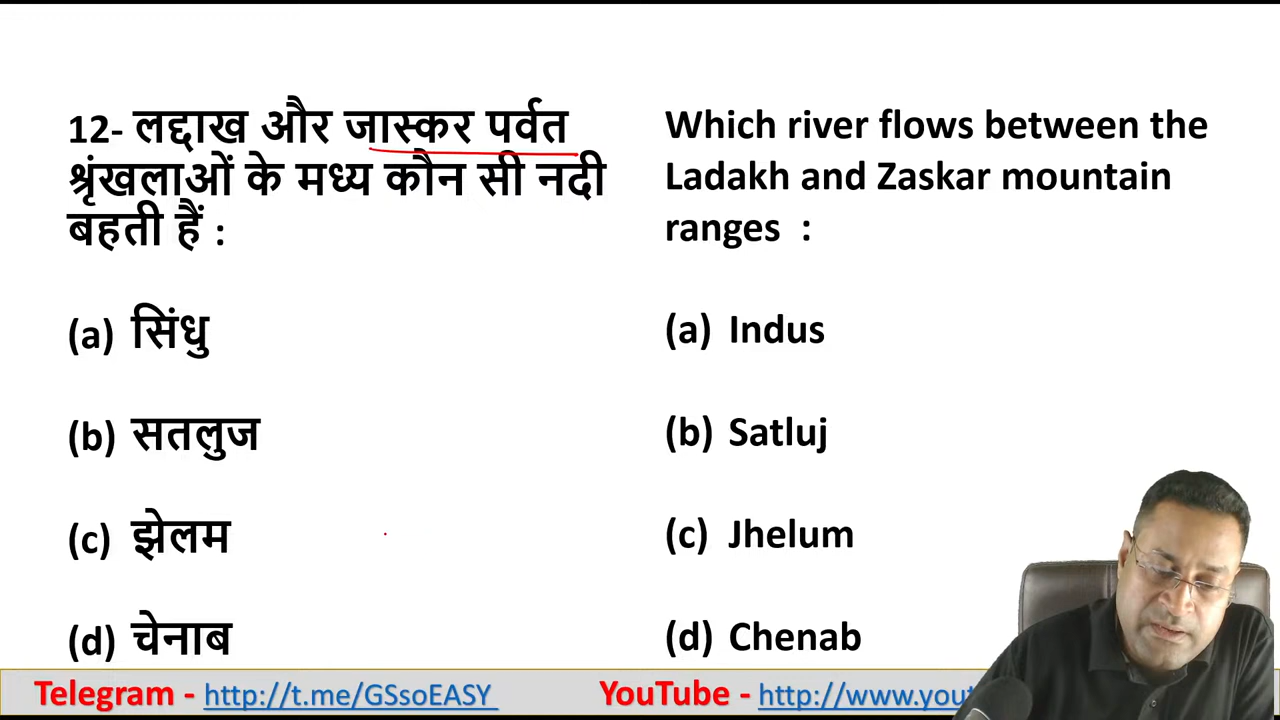 12- लद्दाख और जास्कर पर्वत
श्रृंखलाओं के मध्य कौन सी नदी
बहती हैं :
(a) सिंधु
(b) सतलुज
(c) झेलम
(d) चेनाब
Which river flows between the
Ladakh and Zaskar mountain
ranges :
(a) Indus
(b) Satluj
(c) Jhelum
(d) Chenab
Telegram - http://t.me/GSsoEASY
YouTube - http://www.yout